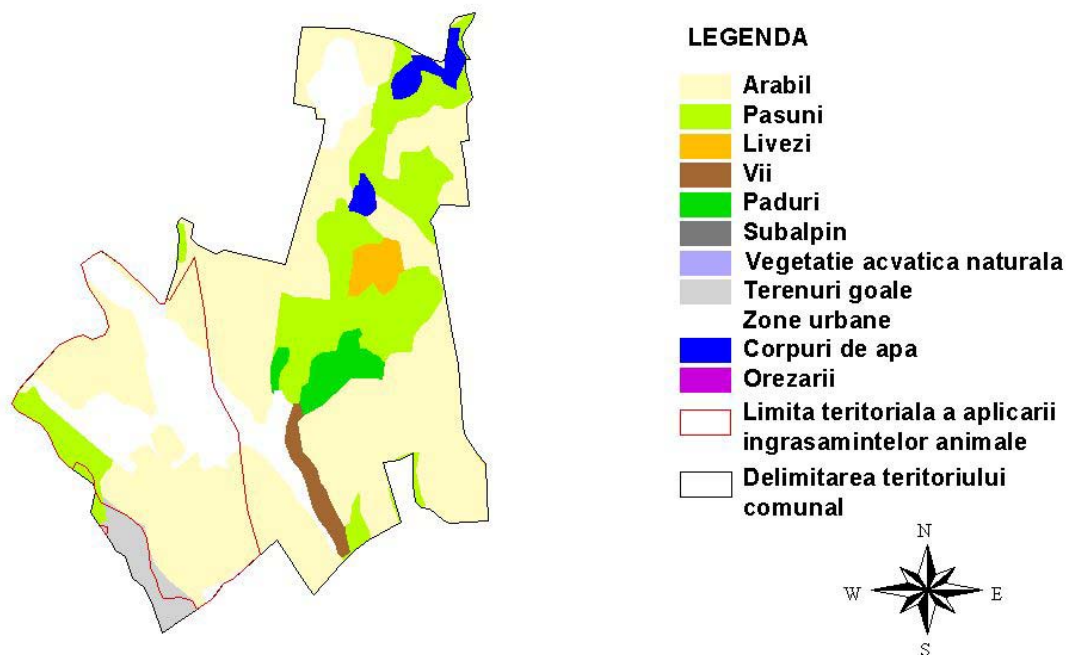 LEGENDA
Arabil
Pasuni
Livezi
Vii
Paduri
Subalpin
Vegetatie acvatica naturala
Terenuri goale
Zone urbane
Corpuri de apa
Orezarii
Limita teritoriala a aplicarii
ingrasamintelor animale
Delimitarea teritoriului
comunal
N
W
E
S